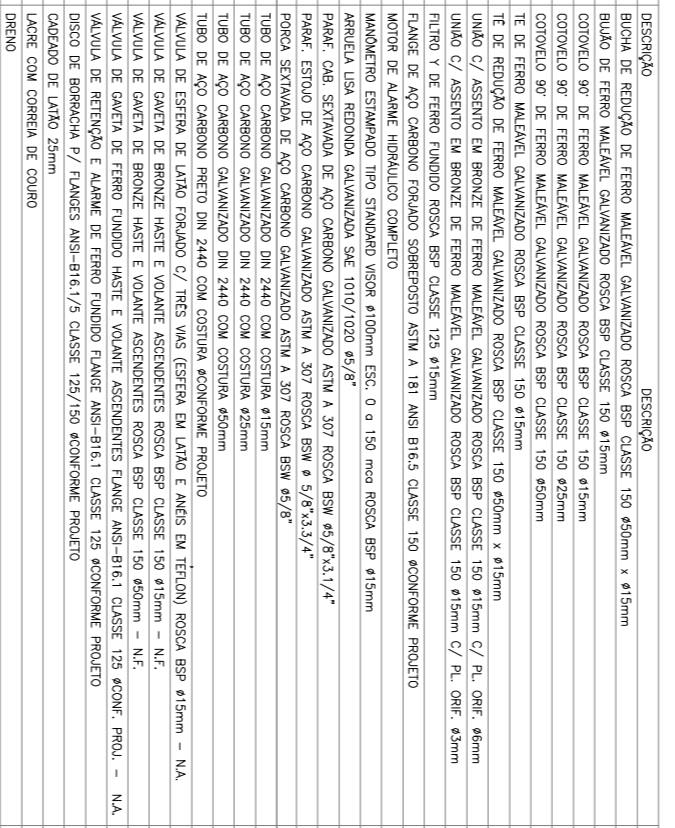 DESCRIÇÃO DESCRIÇÃO
BUCHA DE REDUÇÃO DE FERRO MALEÁVEL GALVANIZADO ROSCA BSP CLASSE 150 ø50mm x ø15mm
BUJÃO DE FERRO MALEÁVEL GALVANIZADO ROSCA BSP CLASSE 150 ø15mm
COTOVELO 90° DE FERRO MALEÁVEL GALVANIZADO ROSCA BSP CLASSE 150 ø15mm
COTOVELO 90° DE FERRO MALEÁVEL GALVANIZADO ROSCA BSP CLASSE 150 ø25mm
COTOVELO 90° DE FERRO MALEÁVEL GALVANIZADO ROSCA BSP CLASSE 150 ø50mm
TE DE FERRO MALEÁVEL GALVANIZADO ROSCA BSP CLASSE 150 ø15mm
TÊ DE REDUÇÃO DE FERRO MALEÁVEL GALVANIZADO ROSCA BSP CLASSE 150 ø50mm x ø15mm
UNIÃO C/ ASSENTO EM BRONZE DE FERRO MALEÁVEL GALVANIZADO ROSCA BSP CLASSE 150 ø15mm C/ PL. ORIF. ø6mm
UNIÃO C/ ASSENTO EM BRONZE DE FERRO MALEÁVEL GALVANIZADO ROSCA BSP CLASSE 150 ø15mm C/ PL. ORIF. ø3mm
FILTRO Y DE FERRO FUNDIDO ROSCA BSP CLASSE 125 ø15mm
FLANGE DE AÇO CARBONO FORJADO SOBREPOSTO ASTM A 181 ANSI B16.5 CLASSE 150 øCONFORME PROJETO
MOTOR DE ALARME HIDRÁULICO COMPLETO
MANÔMETRO ESTAMPADO TIPO STANDARD VISOR ø100mm ESC. 0 a 150 mca ROSCA BSP ø15mm
ARRUELA LISA REDONDA GALVANIZADA SAE 1010/1020 ø5/8"
PARAF. CAB. SEXTAVADA DE AÇO CARBONO GALVANIZADO ASTM A 307 ROSCA BSW ø5/8"x3.1/4"
PARAF. ESTOJO DE AÇO CARBONO GALVANIZADO ASTM A 307 ROSCA BSW ø 5/8"x3.3/4"
PORCA SEXTAVADA DE AÇO CARBONO GALVANIZADO ASTM A 307 ROSCA BSW ø5/8"
TUBO DE AÇO CARBONO GALVANIZADO DIN 2440 COM COSTURA ø15mm
TUBO DE AÇO CARBONO GALVANIZADO DIN 2440 COM COSTURA ø25mm
TUBO DE AÇO CARBONO GALVANIZADO DIN 2440 COM COSTURA ø50mm
TUBO DE AÇO CARBONO PRETO DIN 2440 COM COSTURA øCONFORME PROJETO
VÁLVULA DE ESFERA DE LATÃO FORJADO C/ TRÊS VIAS (ESFERA EM LATÃO E ANÉIS EM TEFLON) ROSCA BSP ø15mm – N.A.
VÁLVULA DE GAVETA DE BRONZE HASTE E VOLANTE ASCENDENTES ROSCA BSP CLASSE 150 ø15mm – N.F.
VÁLVULA DE GAVETA DE BRONZE HASTE E VOLANTE ASCENDENTES ROSCA BSP CLASSE 150 ø50mm – N.F.
VÁLVULA DE GAVETA DE FERRO FUNDIDO HASTE E VOLANTE ASCENDENTES FLANGE ANSI–B16.1 CLASSE 125 øCONF. PROJ. – N.A.
VÁLVULA DE RETENÇÃO E ALARME DE FERRO FUNDIDO FLANGE ANSI–B16.1 CLASSE 125 øCONFORME PROJETO
DISCO DE BORRACHA P/ FLANGES ANSI–B16.1/5 CLASSE 125/150 øCONFORME PROJETO
CADEADO DE LATÃO 25mm
LACRE COM CORREIA DE COURO
DRENO